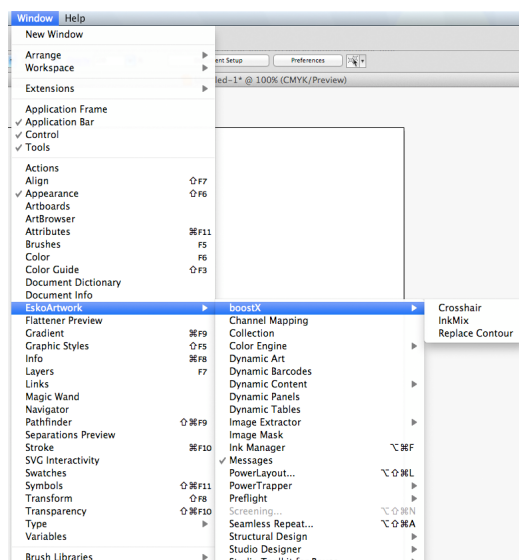 Window Help
New Window
Arrange
Workspace
Extensions
Application Frame
✓ Application Bar
✓ Control
✓ Tools
Actions
Align ⇧F7
✓ Appearance ⇧F6
Artboards
ArtBrowser
Attributes ⌘F11
Brushes F5
Color F6
Color Guide ⇧F3
Document Dictionary
Document Info
EskoArtwork
Flattener Preview
Gradient ⌘F9
Graphic Styles ⇧F5
Info ⌘F8
Layers F7
Links
Magic Wand
Navigator
Pathfinder ⇧⌘F9
Separations Preview
Stroke ⌘F10
SVG Interactivity
Swatches
Symbols ⇧⌘F11
Transform ⇧F8
Transparency ⇧⌘F10
Type
Variables
Brush Libraries
Setup Preferences
@ 100% (CMYK/Preview)
boostX
Channel Mapping
Collection
Color Engine
Dynamic Art
Dynamic Barcodes
Dynamic Content
Dynamic Panels
Dynamic Tables
Image Extractor
Image Mask
Ink Manager ⌥⌘F
✓ Messages
PowerLayout... ⌥⇧⌘L
PowerTrapper
Preflight
Screening... ⌥⇧⌘N
Seamless Repeat... ⌥⇧⌘A
Structural Design
Studio Designer
Crosshair
InkMix
Replace Contour